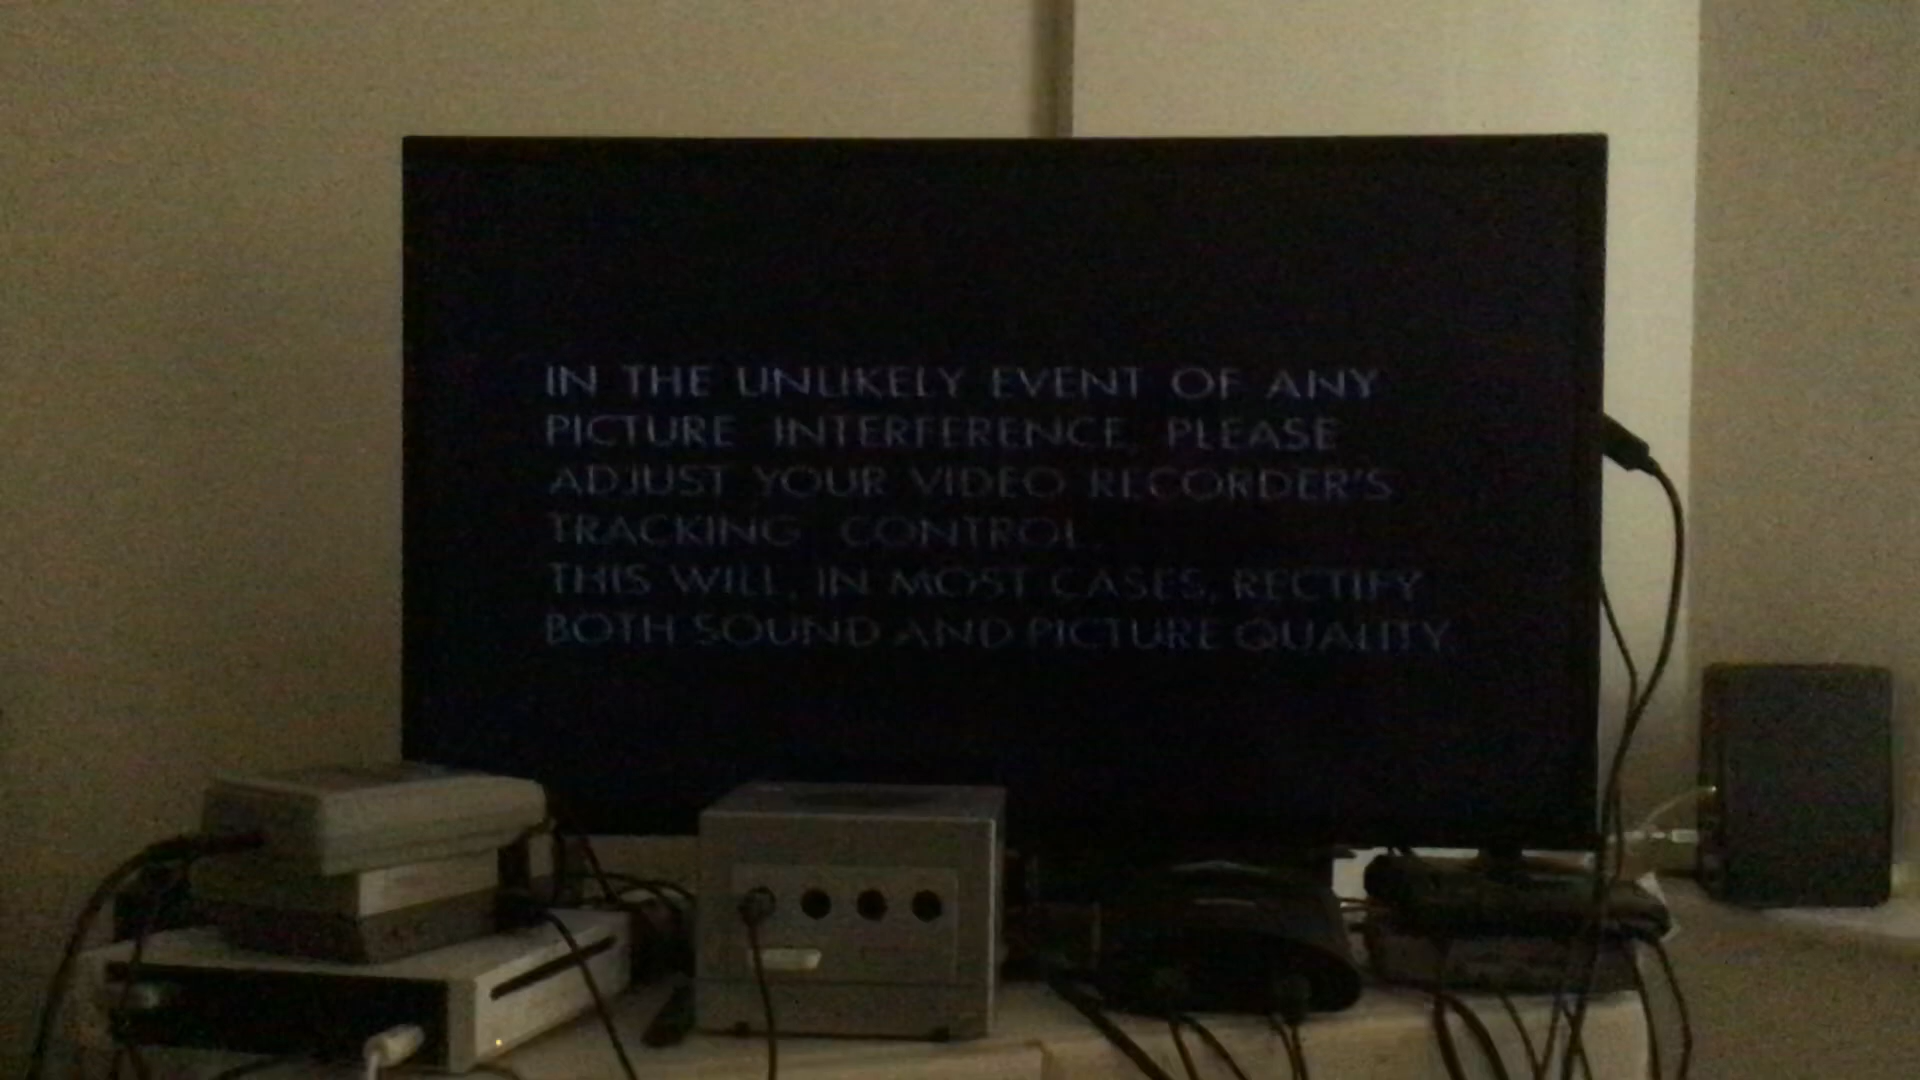 IN THE UNLIKELY EVENT OF ANY
PICTURE INTERFERENCE, PLEASE
ADJUST YOUR VIDEO RECORDER'S
TRACKING CONTROL.
THIS WILL, IN MOST CASES, RECTIFY
BOTH SOUND AND PICTURE QUALITY